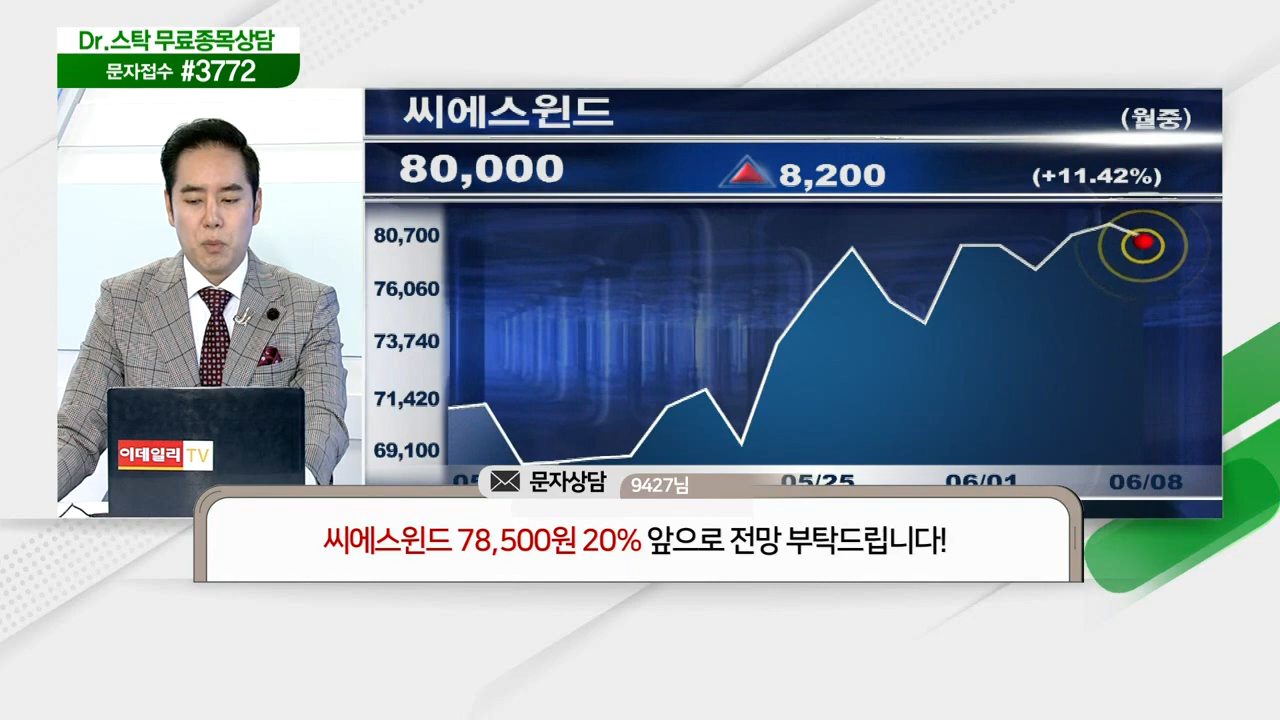 Dr.스탁 무료종목상담
문자접수 #3772
씨에스윈드
(월중)
80,000
8,200
(+11.42%)
80,700
76,060
73,740
71,420
69,100
05/25
06/01
06/08
이데일리 TV
문자상담
9427님
씨에스윈드 78,500원 20% 앞으로 전망 부탁드립니다!